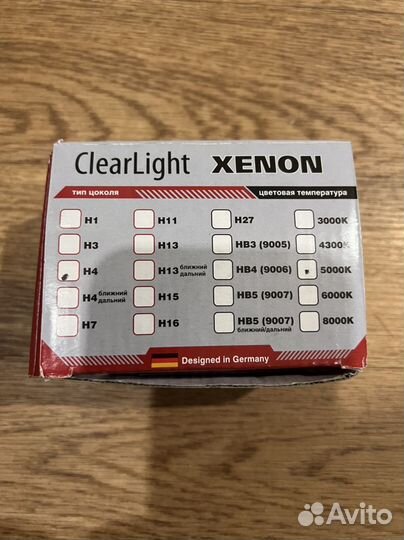 ClearLight XENON
тип цоколя
цветовая температура
H1
H11
H27
3000K
H3
H13
HB3 (9005)
4300K
H4
H13 ближний дальний
HB4 (9006)
5000K
H4 ближний дальний
H15
HB5 (9007)
6000K
H7
H16
HB5 (9007) ближний/дальний
8000K
Designed in Germany
Avito